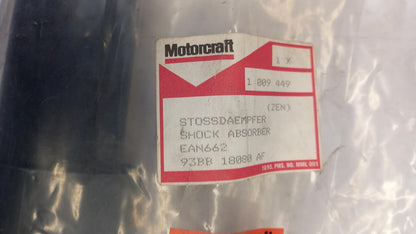 Motorcraft
1 X
1 009 449
(ZEN)
STOSSDAEMPFER
SHOCK ABSORBER
EAN662
93BB 18080 AF